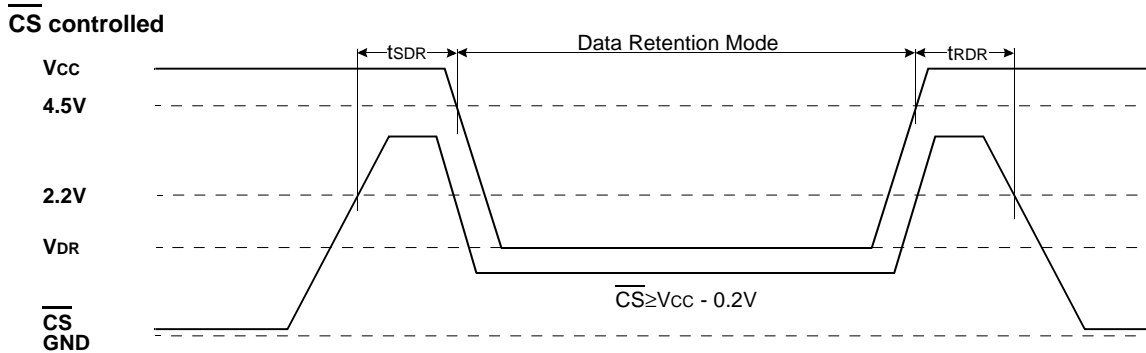 CS controlled
tSDR
Data Retention Mode
tRDR
VCC
4.5V
2.2V
VDR
CS≥VCC - 0.2V
CS
GND